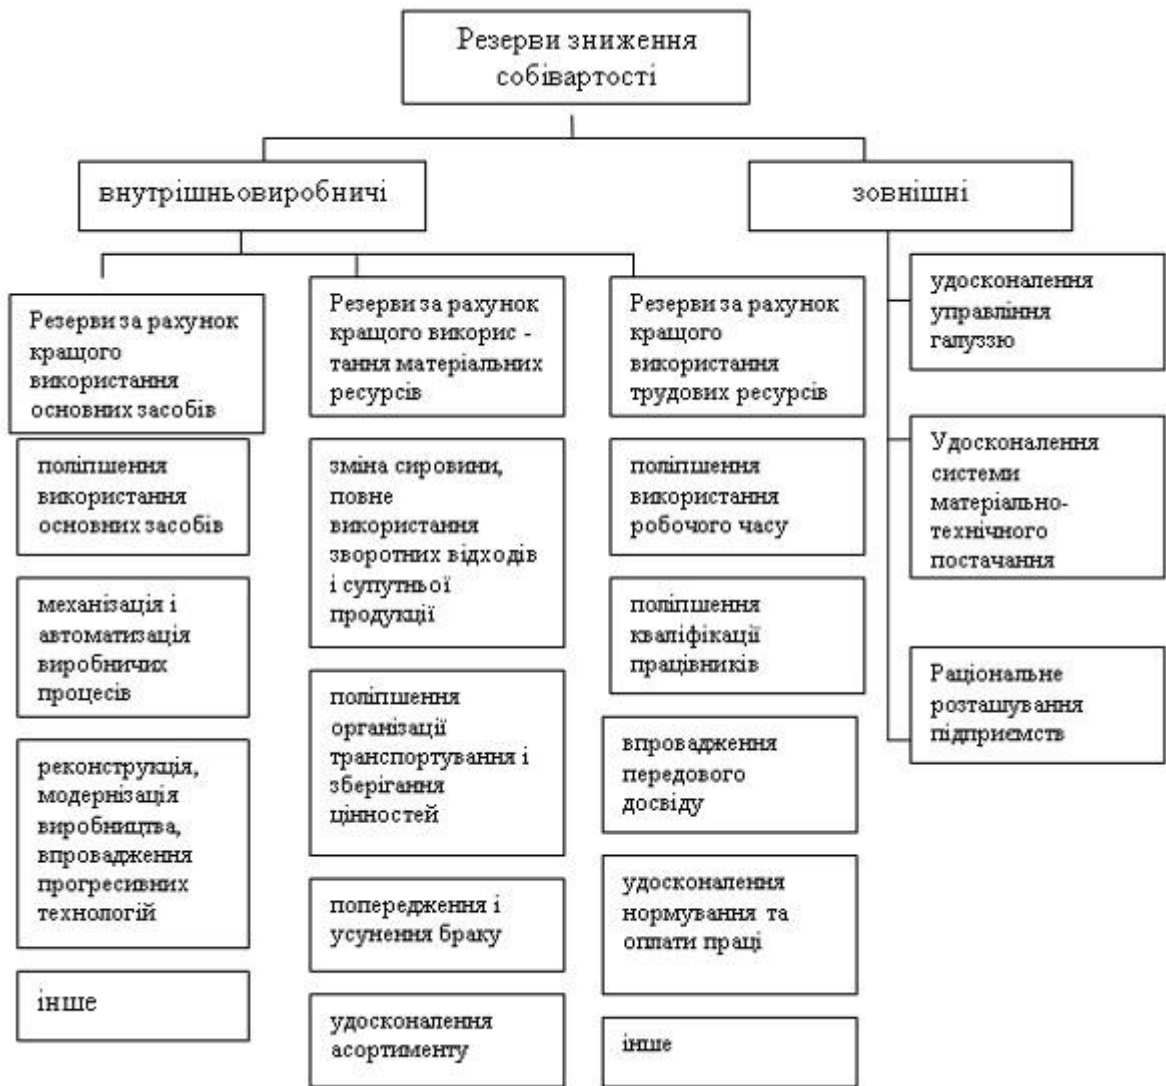 Резерви зниження
собівартості
внутрішньовиробничі
зовнішні
Резерви за рахунок
кращого
використання
основних засобів
поліпшення
використання
основних засобів
механізація і
автоматизація
виробничих
процесів
реконструкція,
модернізація
виробництва,
впровадження
прогресивних
технологій
інше
Резерви за рахунок
кращого викорис -
тання матеріальних
ресурсів
зміна сировини,
повне
використання
зворотних відходів
і супутньої
продукції
поліпшення
організації
транспортування і
зберігання
цінностей
попередження і
усунення браку
удосконалення
асортименту
Резерви за рахунок
кращого
використання
трудових ресурсів
поліпшення
використання
робочого часу
поліпшення
кваліфікації
працівників
впровадження
передового
досвіду
удосконалення
нормування та
оплати праці
інше
удосконалення
управління
галуззю
Удосконалення
системи
матеріально-
технічного
постачання
Раціональне
розташування
підприємств